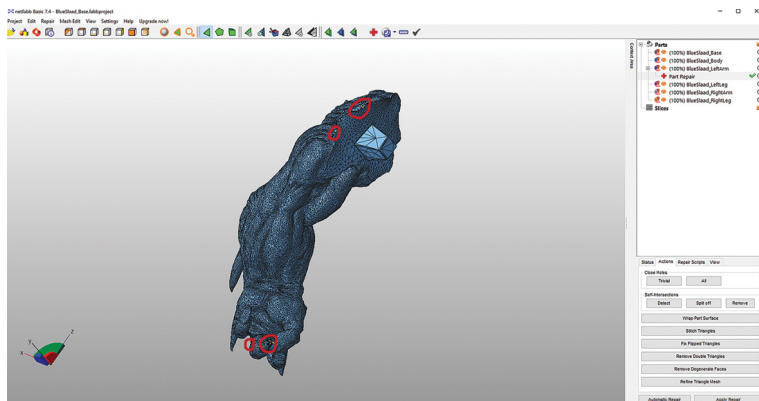 netfabb Basic 7.4 - BlueSlaad_Base.fabbproject
Project Edit Repair Mesh Edit View Settings Help Upgrade now!
Context Area
Parts
(100%) BlueSlaad_Base
(100%) BlueSlaad_Body
(100%) BlueSlaad_LeftArm
Part Repair
(100%) BlueSlaad_LeftLeg
(100%) BlueSlaad_RightArm
(100%) BlueSlaad_RightLeg
Slices
Status Actions Repair Scripts View
Close Holes
Trivial All
Self-Intersections
Detect Split off Remove
Wrap Part Surface
Stitch Triangles
Fix Flipped Triangles
Remove Double Triangles
Remove Degenerate Faces
Refine Triangle Mesh
Automatic Repair Apply Repair
z
y
x